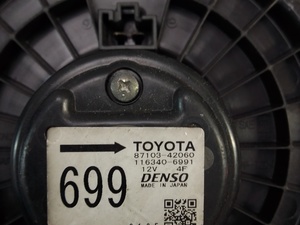 TOYOTA
87103-42060
116340-6991
12V 4F
DENSO
MADE IN JAPAN
699